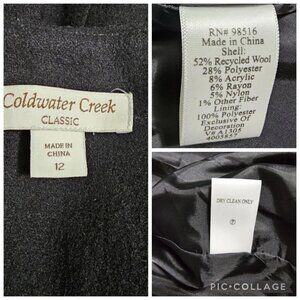 Coldwater Creek
CLASSIC
MADE IN
CHINA
12
RN# 98516
Made in China
Shell:
52% Recycled Wool
28% Polyester
8% Acrylic
6% Rayon
5% Nylon
1% Other Fiber
Lining:
100% Polyester
Exclusive Of
Decoration
V# A1305
40058577
DRY CLEAN ONLY
PIC•COLLAGE